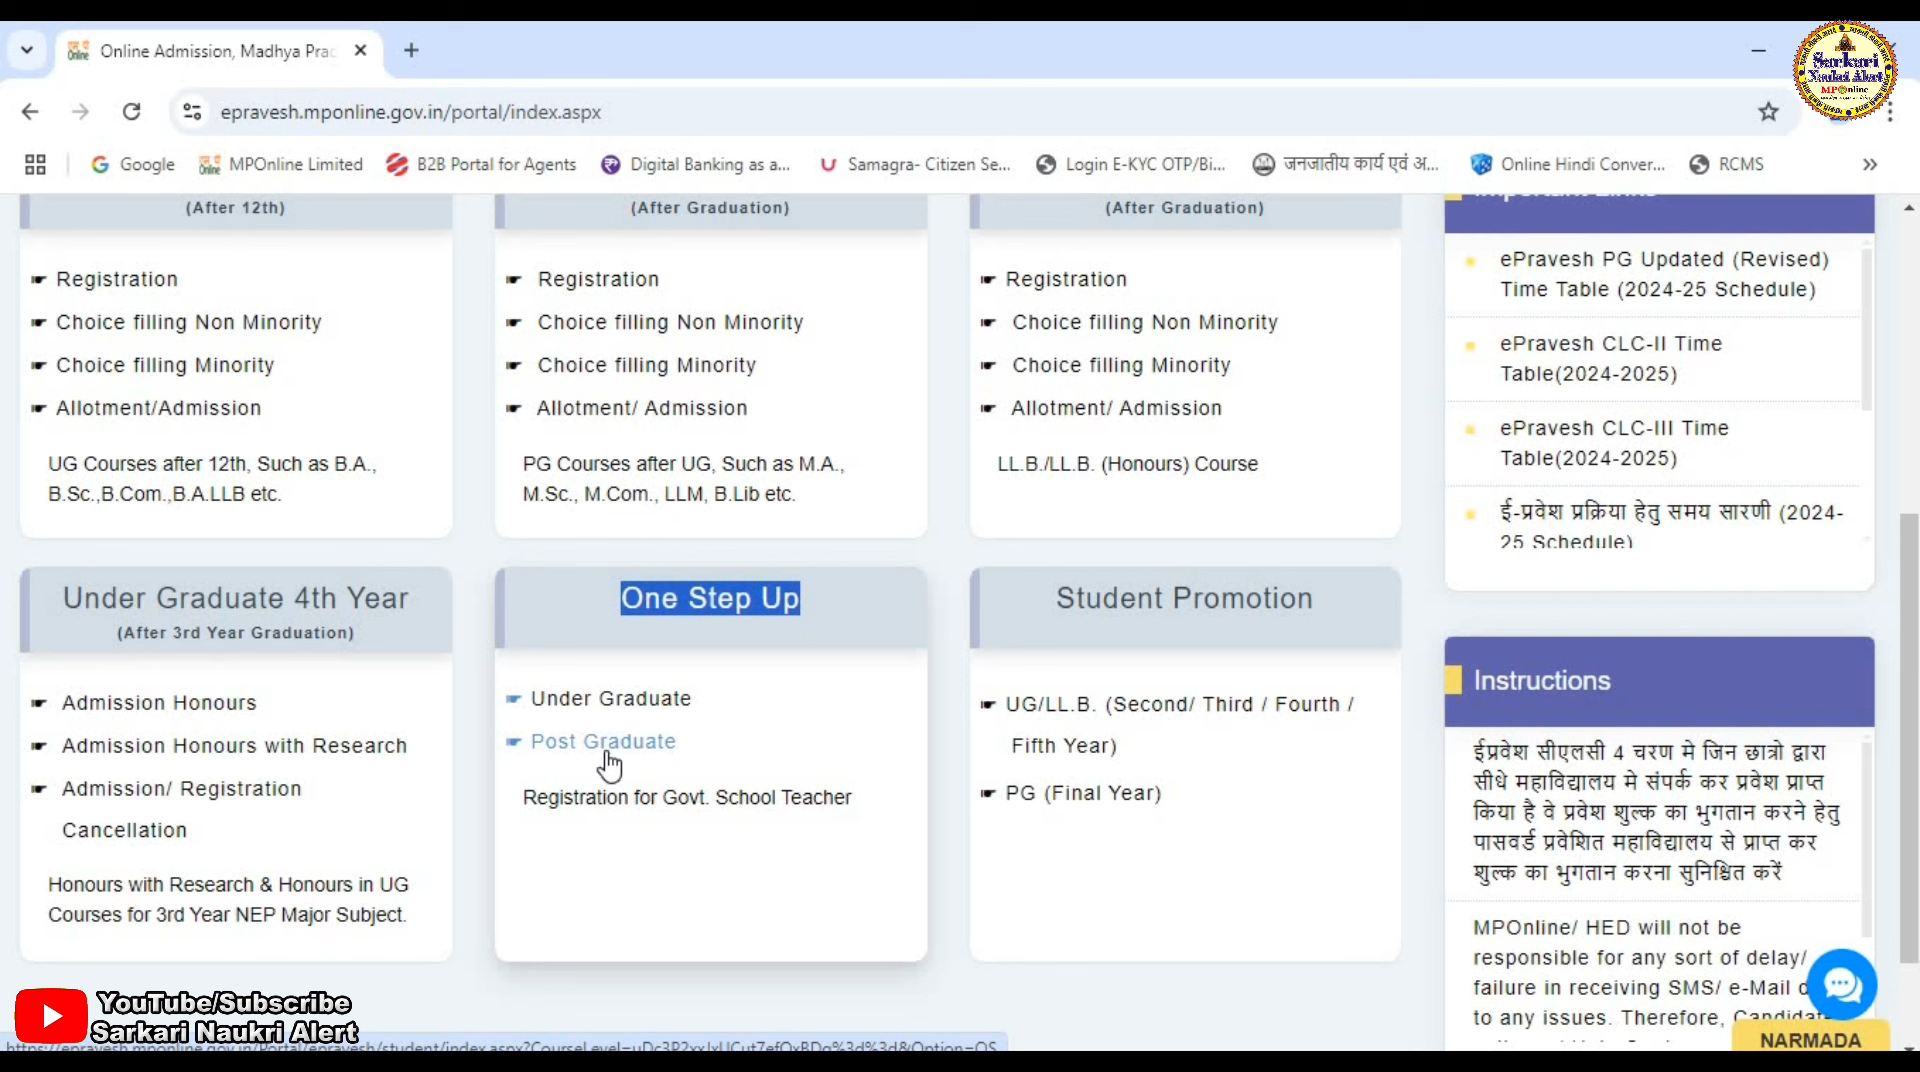 Online Admission, Madhya Prac
epravesh.mponline.gov.in/portal/index.aspx
Sarkari
Naukri Alert
MPOnline
Google
MPOnline Limited
B2B Portal for Agents
Digital Banking as a...
Samagra- Citizen Se...
Login E-KYC OTP/Bi...
जनजातीय कार्य एवं अ...
Online Hindi Conver...
RCMS
(After 12th)
Registration
Choice filling Non Minority
Choice filling Minority
Allotment/Admission
UG Courses after 12th, Such as B.A.,
B.Sc.,B.Com.,B.A.LLB etc.
(After Graduation)
Registration
Choice filling Non Minority
Choice filling Minority
Allotment/ Admission
PG Courses after UG, Such as M.A.,
M.Sc., M.Com., LLM, B.Lib etc.
(After Graduation)
Registration
Choice filling Non Minority
Choice filling Minority
Allotment/ Admission
LL.B./LL.B. (Honours) Course
Important Links
ePravesh PG Updated (Revised)
Time Table (2024-25 Schedule)
ePravesh CLC-II Time
Table(2024-2025)
ePravesh CLC-III Time
Table(2024-2025)
ई-प्रवेश प्रक्रिया हेतु समय सारणी (2024-
25 Schedule)
Under Graduate 4th Year
(After 3rd Year Graduation)
Admission Honours
Admission Honours with Research
Admission/ Registration
Cancellation
Honours with Research & Honours in UG
Courses for 3rd Year NEP Major Subject.
One Step Up
Under Graduate
Post Graduate
Registration for Govt. School Teacher
Student Promotion
UG/LL.B. (Second/ Third / Fourth /
Fifth Year)
PG (Final Year)
Instructions
ईप्रवेश सीएलसी 4 चरण मे जिन छात्रो द्वारा
सीधे महाविद्यालय मे संपर्क कर प्रवेश प्राप्त
किया है वे प्रवेश शुल्क का भुगतान करने हेतु
पासवर्ड प्रवेशित महाविद्यालय से प्राप्त कर
शुल्क का भुगतान करना सुनिश्चित करें
MPOnline/ HED will not be
responsible for any sort of delay/
failure in receiving SMS/ e-Mail d
to any issues. Therefore, Candidat
NARMADA
YouTube/Subscribe
Sarkari Naukri Alert